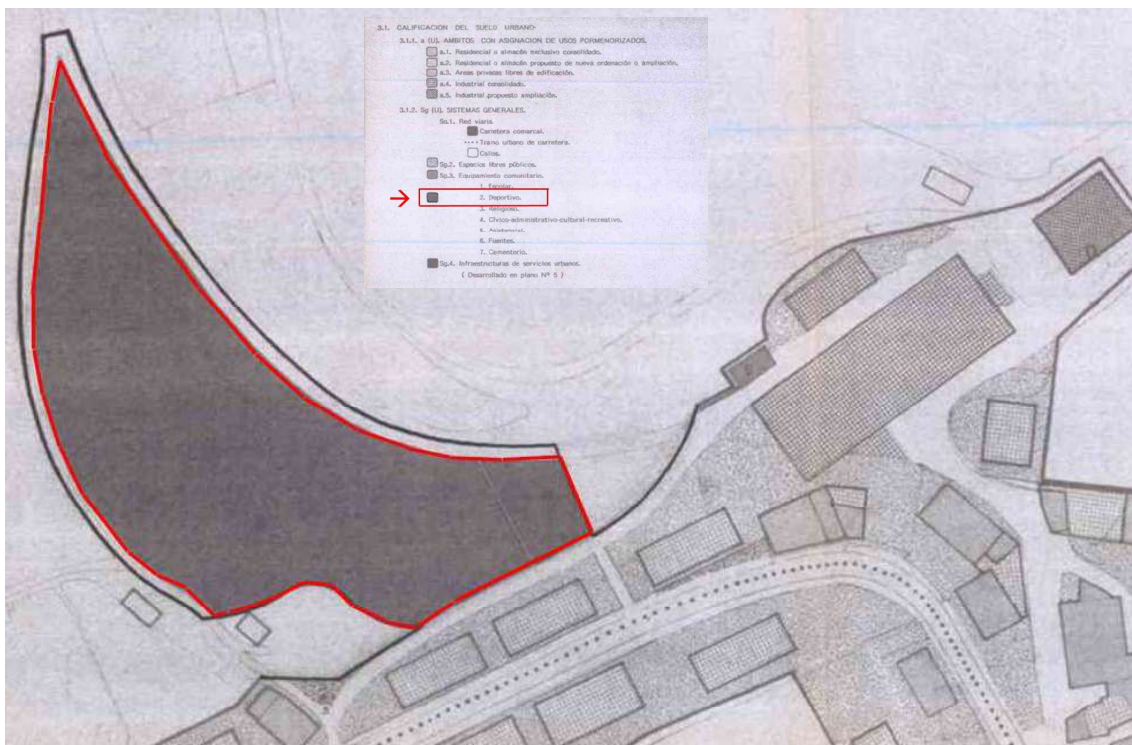 3.1. CALIFICACION DEL SUELO URBANO-
3.1.1. a (U). AMBITOS CON ASIGNACION DE USOS PORMENORIZADOS.
a.1. Residencial o almacén exclusivo consolidado.
a.2. Residencial o almacén propuesto de nueva ordenación o ampliación.
a.3. Areas privadas libres de edificación.
a.4. Industrial consolidado.
a.5. Industrial propuesto ampliación.
3.1.2. Sg (U). SISTEMAS GENERALES.
Sg.1. Red viaria.
Carretera comarcal.
Tramo urbano de carretera.
Calles.
Sg.2. Espacios libres públicos.
Sg.3. Equipamiento comunitario.
1. Escolar.
2. Deportivo.
3. Religioso.
4. Cívico-administrativo-cultural-recreativo.
5. Asistencial.
6. Fuentes.
7. Cementerio.
Sg.4. Infraestructuras de servicios urbanos.
( Desarrollado en plano Nº 5 )